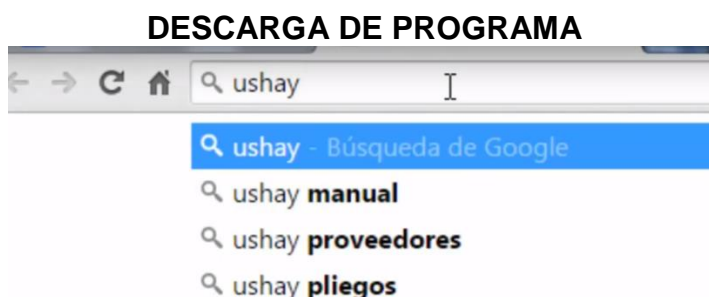 DESCARGA DE PROGRAMA
ushay
ushay - Búsqueda de Google
ushay manual
ushay proveedores
ushay pliegos